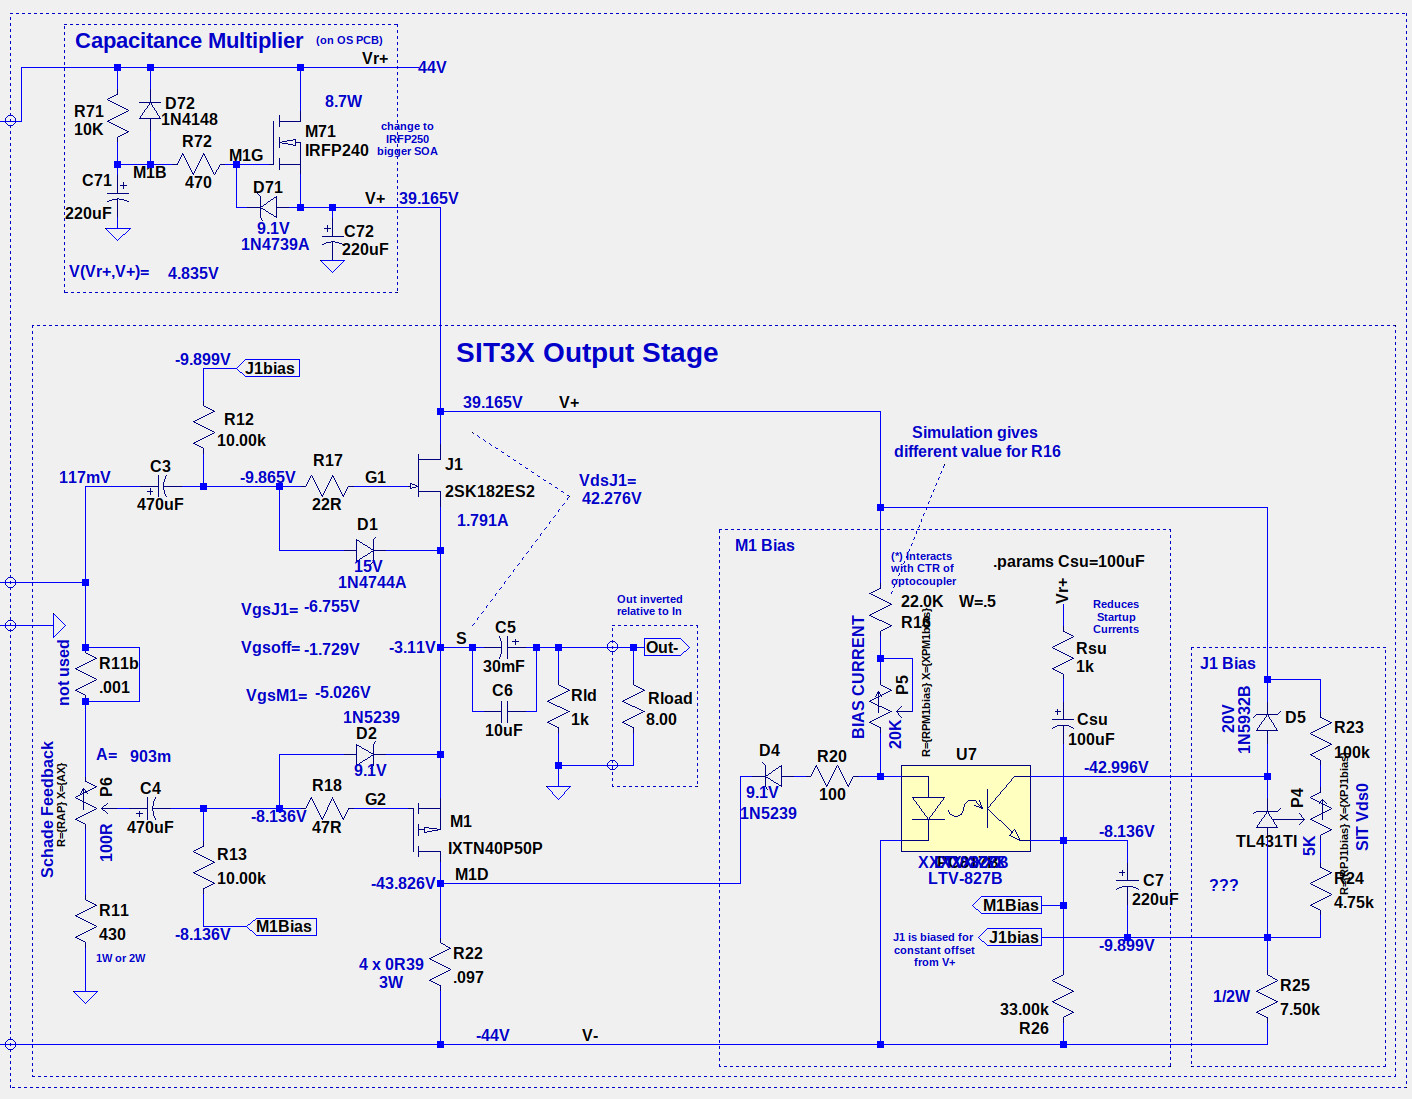 Capacitance Multiplier (on OS PCB)
Vr+
44V
8.7W
R71
10K
D72
1N4148
R72
470
M1G
M1B
M71
IRFP240
change to
IRFP250
bigger SOA
C71
220uF
D71
9.1V
1N4739A
V+ 39.165V
C72
220uF
V(Vr+,V+)= 4.835V
SIT3X Output Stage
-9.899V
J1bias
R12
10.00k
39.165V V+
Simulation gives
different value for R16
117mV
C3
470uF
-9.865V
R17
22R
G1
J1
2SK182ES2
1.791A
VdsJ1=
42.276V
D1
15V
1N4744A
VgsJ1= -6.755V
Vgsoff= -1.729V
-3.11V
S
VgsM1= -5.026V
C5
30mF
C6
10uF
Out inverted
relative to In
Out-
Rld
1k
Rload
8.00
not used
R11b
.001
1N5239
D2
9.1V
A= 903m
Schade Feedback
R={RAP} X={AX}
P6
100R
C4
470uF
-8.136V
R18
47R
G2
M1
IXTN40P50P
R13
10.00k
-43.826V
M1D
-8.136V
M1Bias
R11
430
1W or 2W
4 x 0R39
3W
R22
.097
-44V V-
M1 Bias
(*) Interacts
with CTR of
optocoupler
.params Csu=100uF
22.0K W=.5
Vr+
Reduces
Startup
Currents
Rsu
1k
BIAS CURRENT
P5
20K
R={RPM1bias} X={XPM1bias}
Csu
100uF
U7
D4
9.1V
1N5239
R20
100
-42.996V
LTV-827B
-8.136V
C7
220uF
M1Bias
J1 is biased for
constant offset
from V+
J1bias
-9.899V
33.00k
R26
J1 Bias
20V
1N5932B
D5
R23
100k
P4
5K
R={RPJ1bias} X={XPJ1bias}
SIT Vds0
TL431TI
???
R24
4.75k
1/2W
R25
7.50k